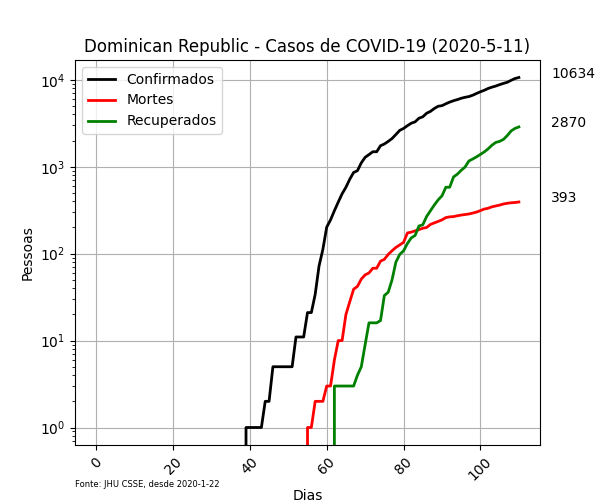 Dominican Republic - Casos de COVID-19 (2020-5-11)
Confirmados
Mortes
Recuperados
10634
2870
393
10⁴
10³
10²
10¹
10⁰
Pessoas
0
20
40
60
80
100
Fonte: JHU CSSE, desde 2020-1-22
Dias